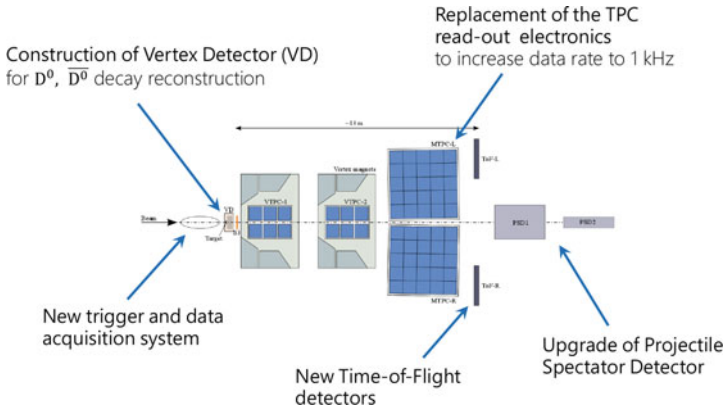 Replacement of the TPC
read-out electronics
to increase data rate to 1 kHz
Construction of Vertex Detector (VD)
for D⁰, D̅⁰ decay reconstruction
MTPC-L
ToF-L
Vertex magnets
VD
VTPC-1
VTPC-2
Beam
Target
PSD1
PSD2
MTPC-R
ToF-R
New trigger and data
acquisition system
New Time-of-Flight
detectors
Upgrade of Projectile
Spectator Detector